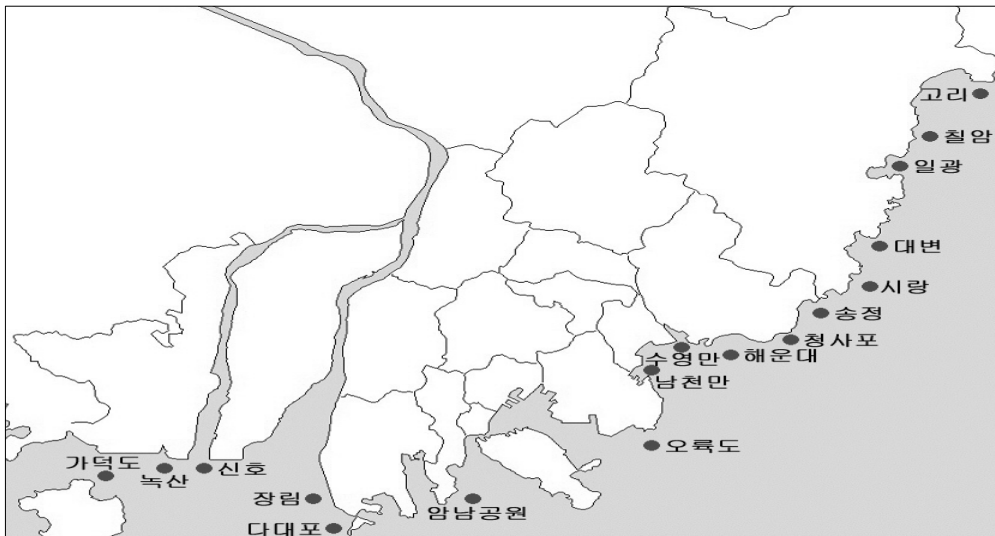 고리
칠암
일광
대변
시랑
송정
청사포
해운대
수영만
남천만
오륙도
가덕도
녹산
신호
장림
암남공원
다대포